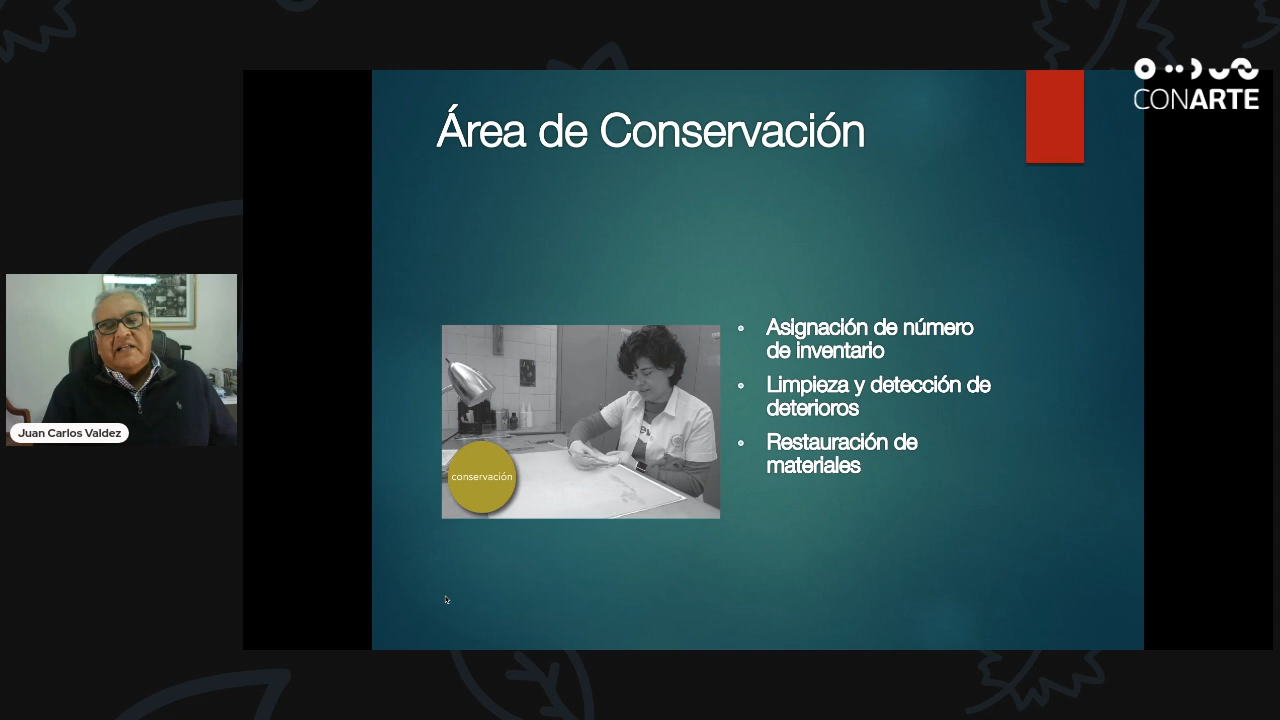 CONARTE
Área de Conservación
Asignación de número
de inventario
Limpieza y detección de
deterioros
Restauración de
materiales
conservación
Juan Carlos Valdez